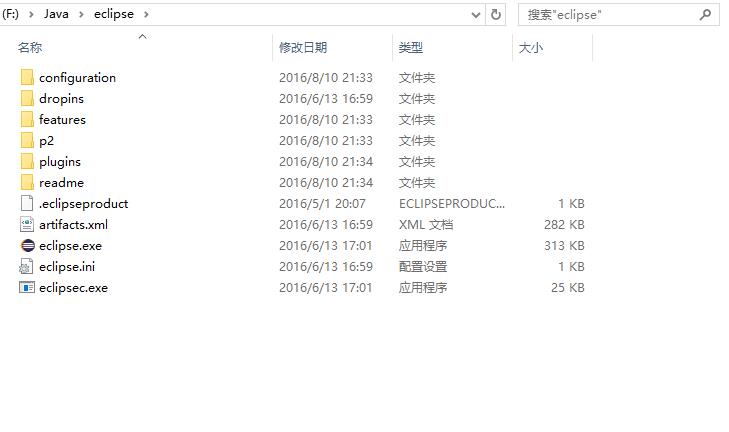 (F:) > Java > eclipse > 搜索"eclipse"
名称 修改日期 类型 大小
configuration 2016/8/10 21:33 文件夹
dropins 2016/6/13 16:59 文件夹
features 2016/8/10 21:33 文件夹
p2 2016/8/10 21:33 文件夹
plugins 2016/8/10 21:34 文件夹
readme 2016/8/10 21:34 文件夹
.eclipseproduct 2016/5/1 20:07 ECLIPSEPRODUC... 1 KB
artifacts.xml 2016/6/13 16:59 XML 文档 282 KB
eclipse.exe 2016/6/13 17:01 应用程序 313 KB
eclipse.ini 2016/6/13 16:59 配置设置 1 KB
eclipsec.exe 2016/6/13 17:01 应用程序 25 KB